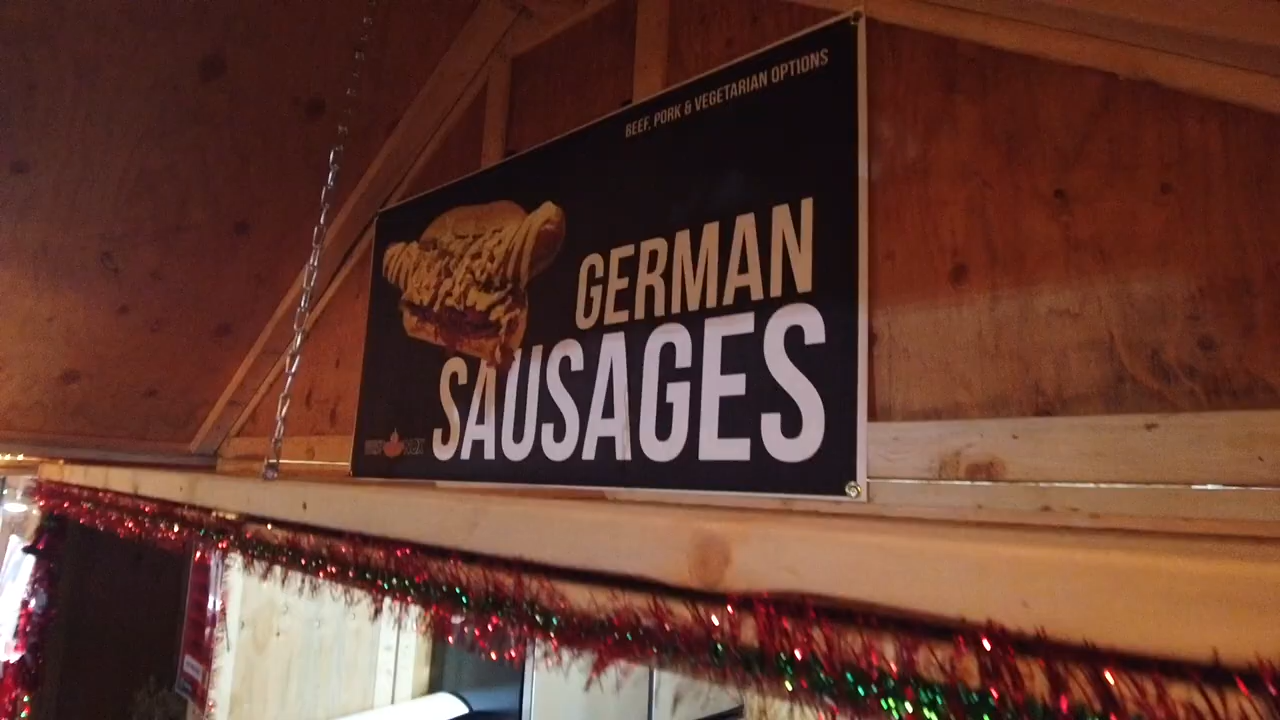 BEEF, PORK & VEGETARIAN OPTIONS
GERMAN
SAUSAGES